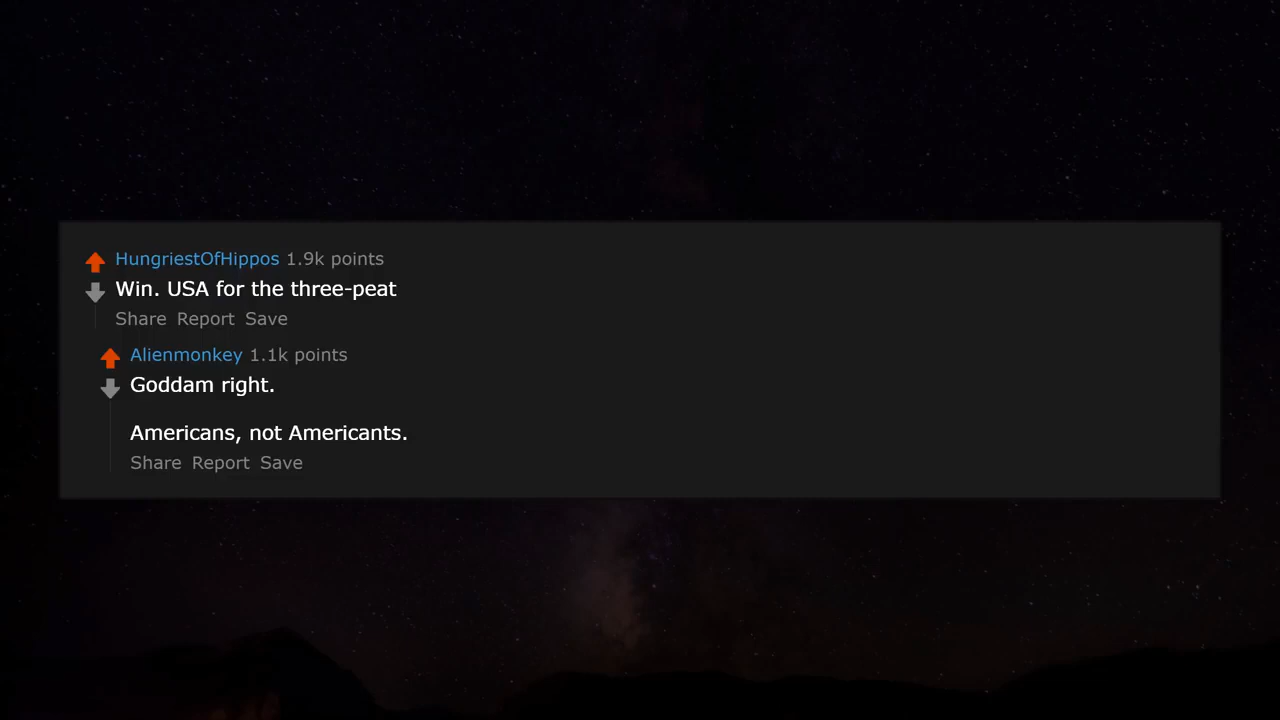 HungriestOfHippos 1.9k points
Win. USA for the three-peat
Share Report Save
Alienmonkey 1.1k points
Goddam right.
Americans, not Americants.
Share Report Save